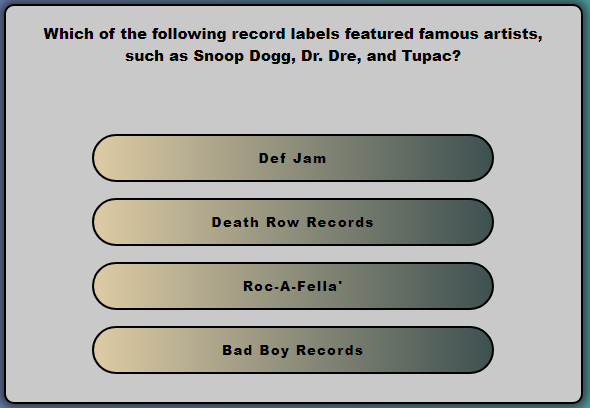 Which of the following record labels featured famous artists,
such as Snoop Dogg, Dr. Dre, and Tupac?
Def Jam
Death Row Records
Roc-A-Fella'
Bad Boy Records